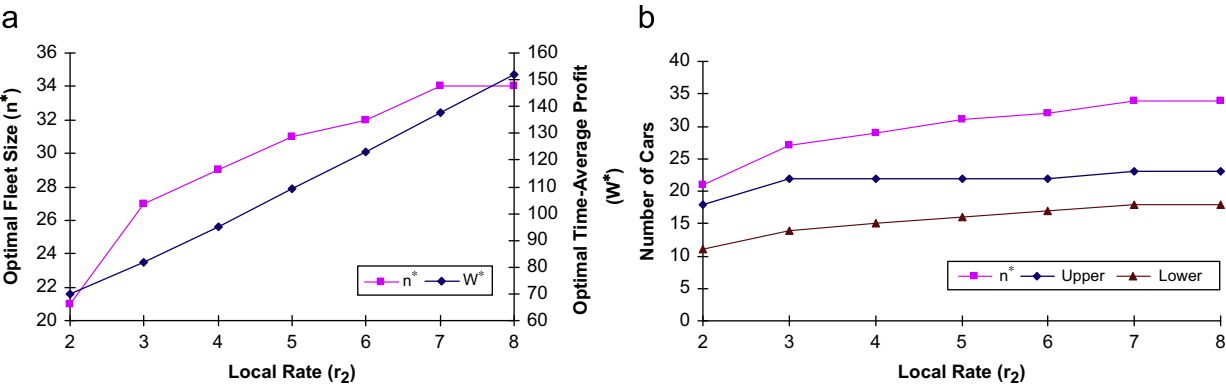 a
Optimal Fleet Size (n*)
36
34
32
30
28
26
24
22
20
160
150
140
130
120
110
100
90
80
70
60
Optimal Time-Average Profit
(W*)
n*
W*
2 3 4 5 6 7 8
Local Rate (r2)
b
Number of Cars
40
35
30
25
20
15
10
5
0
n*
Upper
Lower
2 3 4 5 6 7 8
Local Rate (r2)